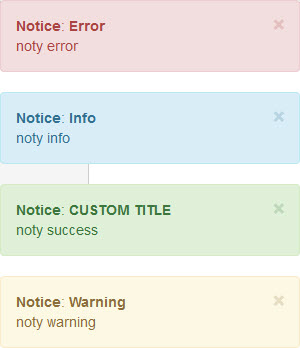 Notice: Error
noty error
Notice: Info
noty info
Notice: CUSTOM TITLE
noty success
Notice: Warning
noty warning